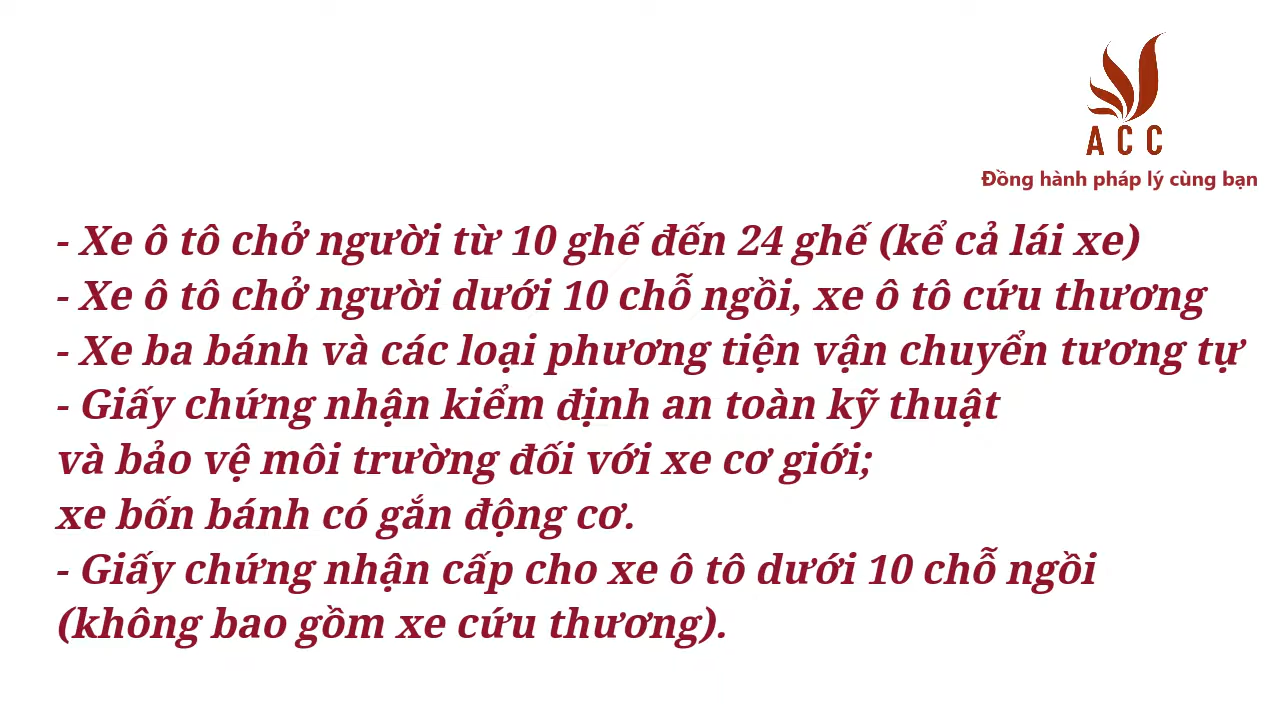 ACC
Đồng hành pháp lý cùng bạn
- Xe ô tô chở người từ 10 ghế đến 24 ghế (kể cả lái xe)
- Xe ô tô chở người dưới 10 chỗ ngồi, xe ô tô cứu thương
- Xe ba bánh và các loại phương tiện vận chuyển tương tự
- Giấy chứng nhận kiểm định an toàn kỹ thuật
và bảo vệ môi trường đối với xe cơ giới;
xe bốn bánh có gắn động cơ.
- Giấy chứng nhận cấp cho xe ô tô dưới 10 chỗ ngồi
(không bao gồm xe cứu thương).